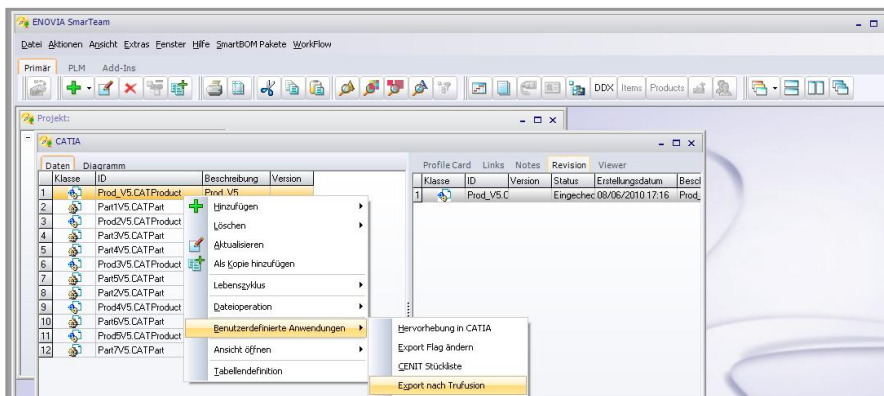 ENOVIA SmarTeam
Datei Aktionen Ansicht Extras Fenster Hilfe SmartBOM Pakete WorkFlow
Primär PLM Add-Ins
DDX Items Products
Projekt:
CATIA
Daten Diagramm
Profile Card Links Notes Revision Viewer
Klasse ID Beschreibung Version
Klasse ID Version Status Erstellungsdatum Beschl
1 Prod_V5.CATProduct Prod_V5
1 Prod_V5.C Eingechec 08/06/2010 17:16 Prod_
2 Part1V5.CATPart
3 Prod2V5.CATProduct
4 Part3V5.CATPart
5 Part4V5.CATPart
6 Prod3V5.CATProduct
7 Part5V5.CATPart
8 Part2V5.CATPart
9 Prod4V5.CATProduct
10 Part6V5.CATPart
11 Prod5V5.CATProduct
12 Part7V5.CATPart
Hinzufügen
Löschen
Aktualisieren
Als Kopie hinzufügen
Lebenszyklus
Dateioperation
Benutzerdefinierte Anwendungen
Ansicht öffnen
Tabellendefinition
Hervorhebung in CATIA
Export Flag ändern
CENIT Stückliste
Export nach Trufusion